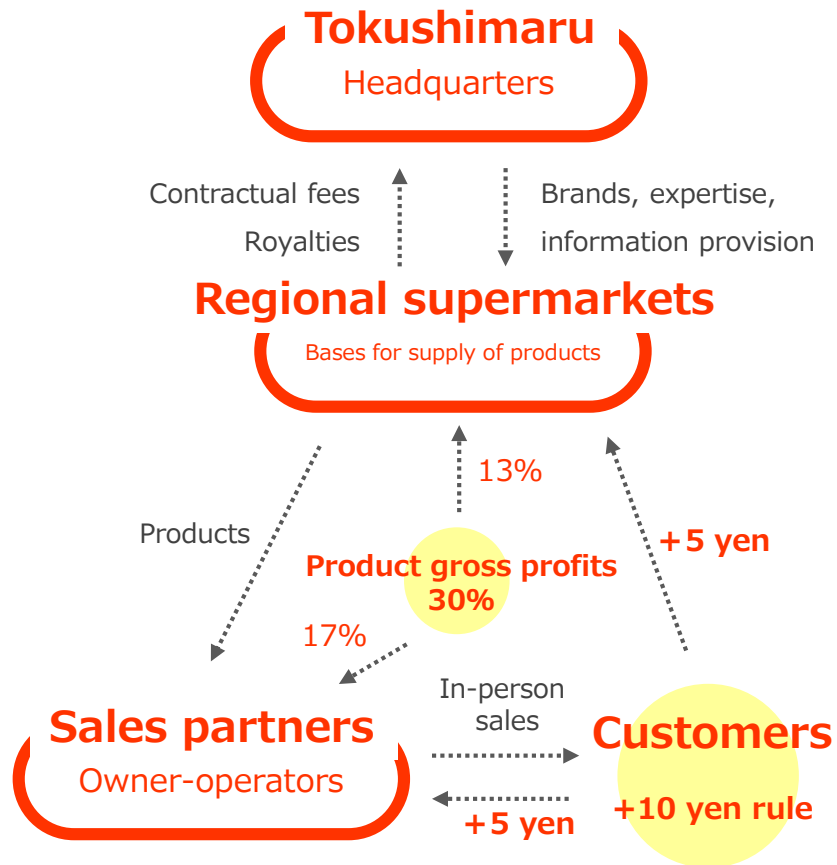 Tokushimaru
Headquarters
Contractual fees
Royalties
Brands, expertise,
information provision
Regional supermarkets
Bases for supply of products
13%
Products
+5 yen
Product gross profits
30%
17%
In-person
sales
Sales partners
Owner-operators
Customers
+10 yen rule
+5 yen